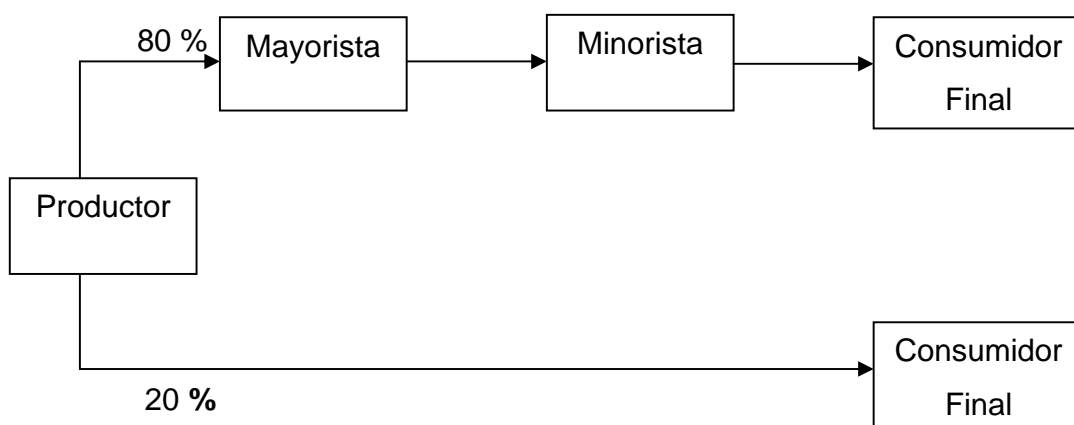 80 %
Mayorista
Minorista
Consumidor
Final
Productor
Consumidor
Final
20 %